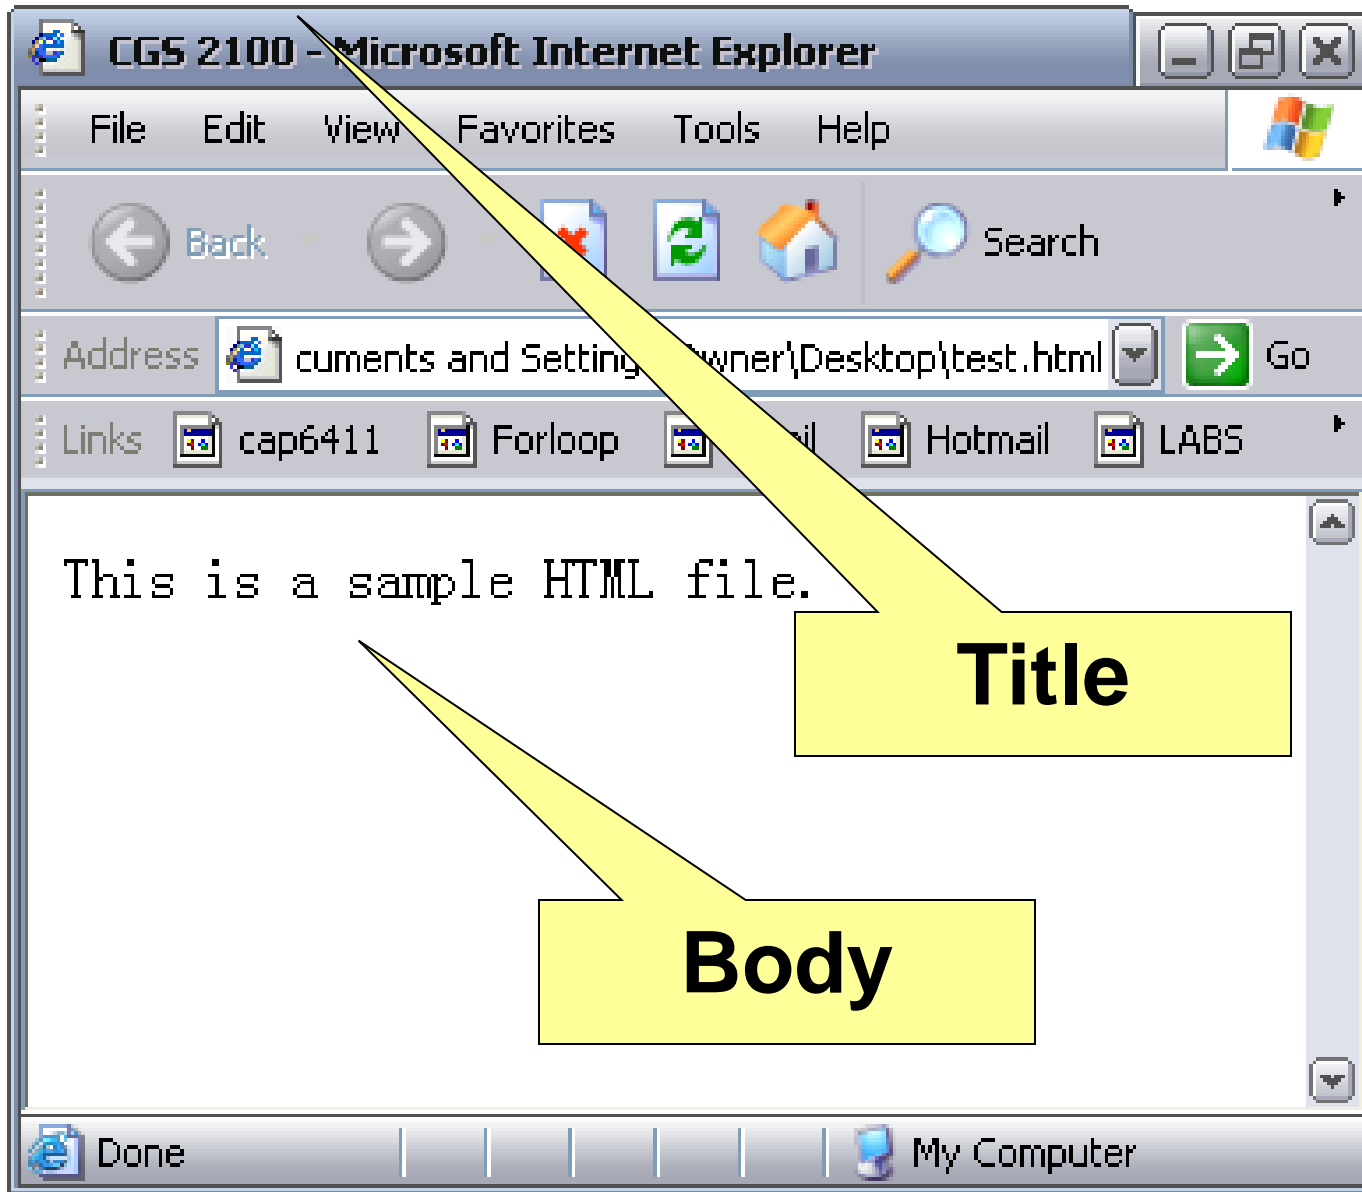 CGS 2100 - Microsoft Internet Explorer
File Edit View Favorites Tools Help
Back Search
Address cuments and Setting wner\Desktop\test.html Go
Links cap6411 Forloop Hotmail LABS
This is a sample HTML file.
Title
Body
Done My Computer